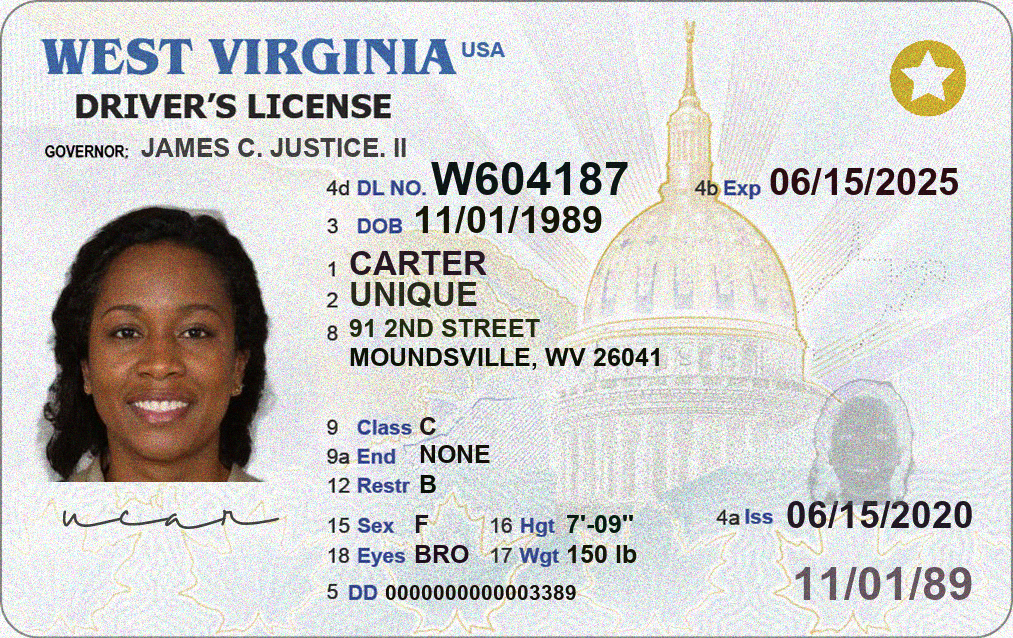 WEST VIRGINIA USA
DRIVER'S LICENSE
GOVERNOR: JAMES C. JUSTICE. II
4d DL NO. W604187 4b Exp 06/15/2025
3 DOB 11/01/1989
1 CARTER
2 UNIQUE
8 91 2ND STREET
MOUNDSVILLE, WV 26041
9 Class C
9a End NONE
12 Restr B
ucar
15 Sex F 16 Hgt 7'-09" 4a Iss 06/15/2020
18 Eyes BRO 17 Wgt 150 lb
5 DD 0000000000003389
11/01/89